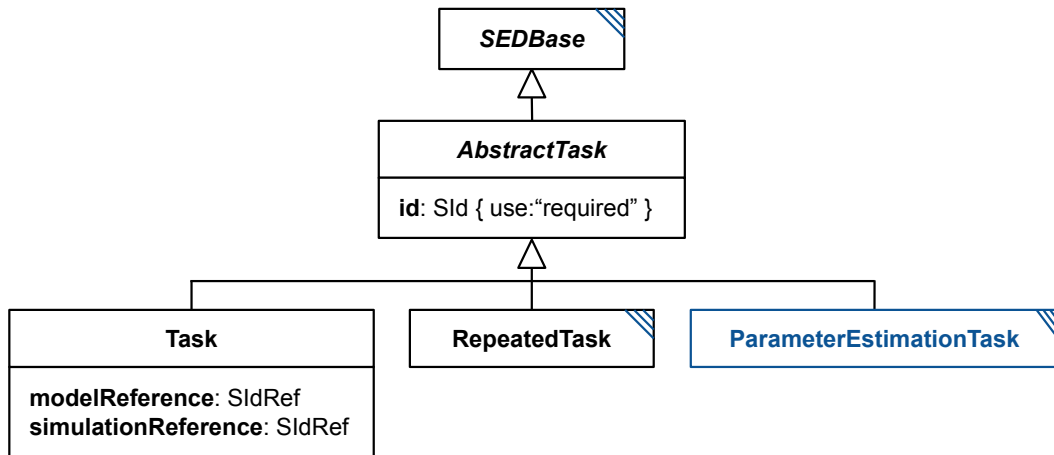 SEDBase
AbstractTask
id: SId { use:“required” }
Task
RepeatedTask
ParameterEstimationTask
modelReference: SIdRef
simulationReference: SIdRef